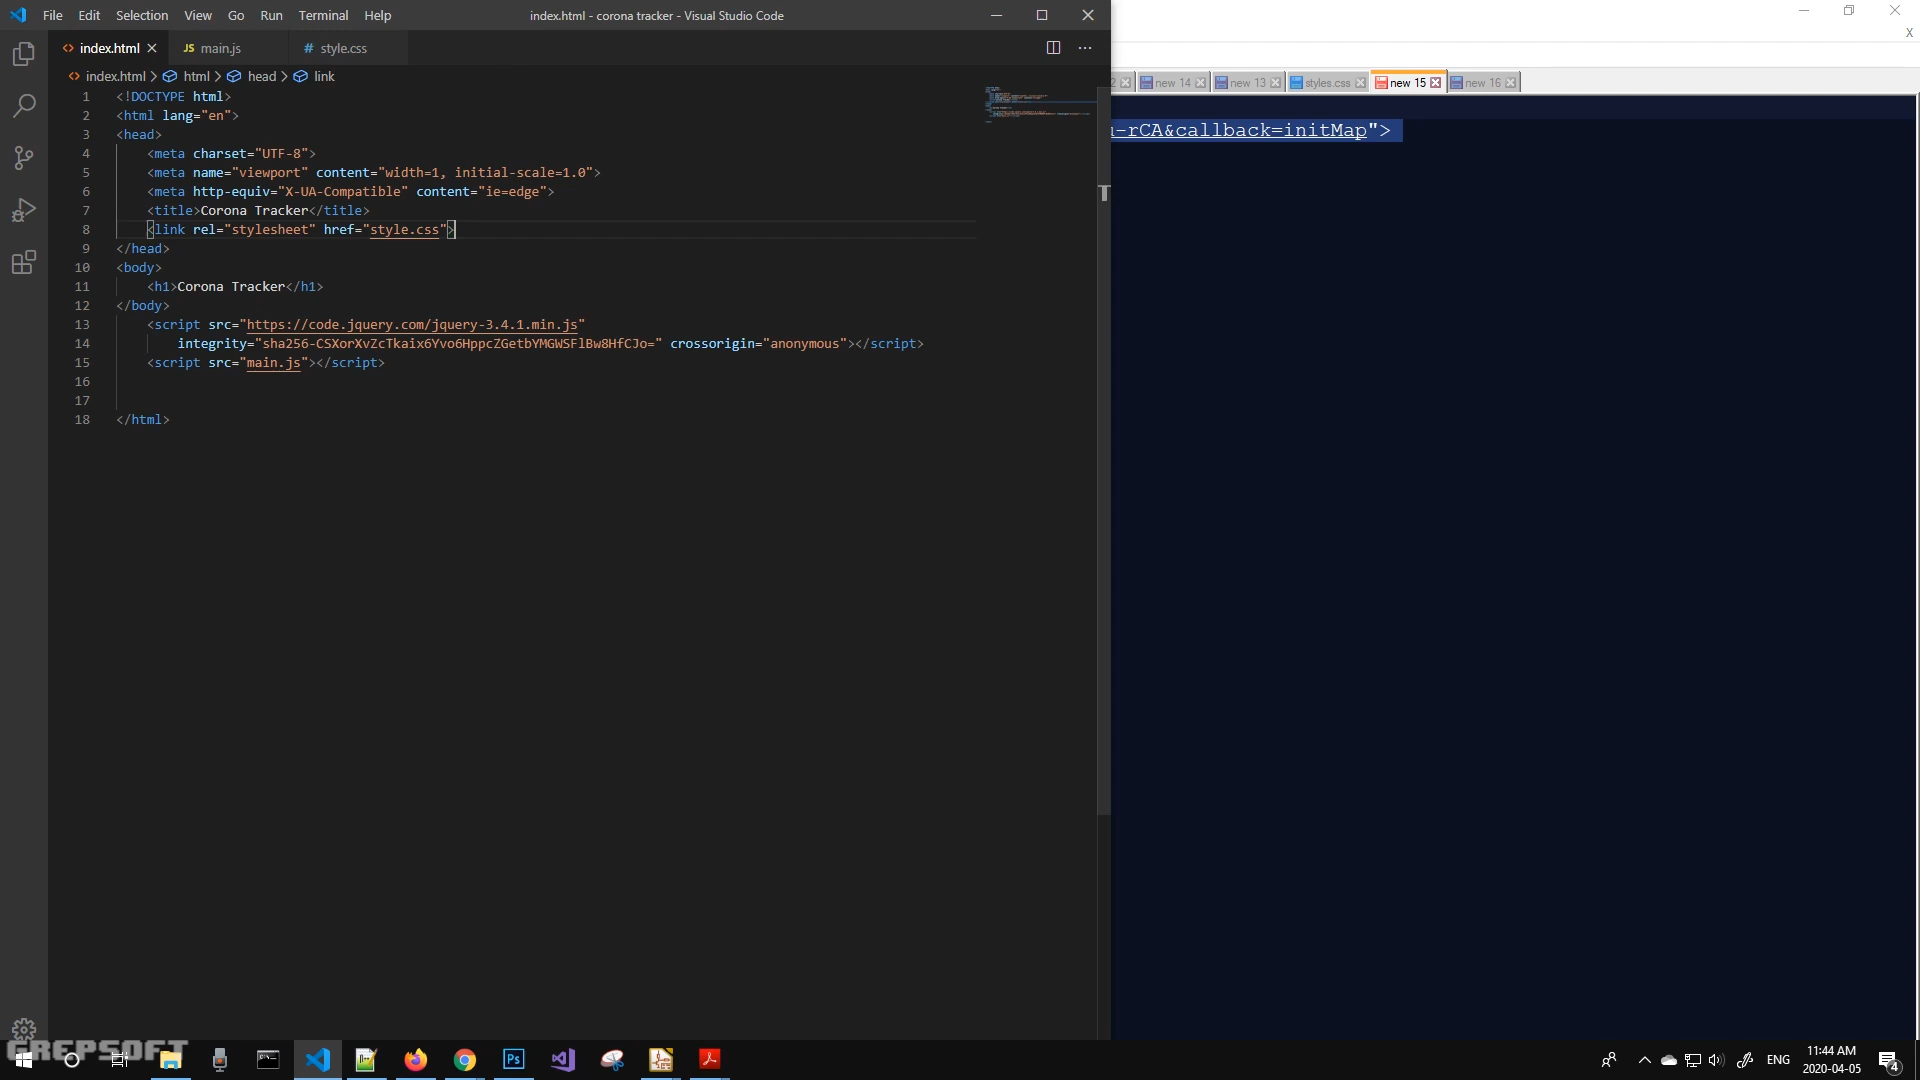 File Edit Selection View Go Run Terminal Help
index.html - corona tracker - Visual Studio Code
X
index.html
JS main.js
# style.css
index.html > html > head > link
2 new 14 new 13 styles.css new 15 new 16
1 <!DOCTYPE html>
2 <html lang="en">
3 <head>
4 <meta charset="UTF-8">
5 <meta name="viewport" content="width=1, initial-scale=1.0">
6 <meta http-equiv="X-UA-Compatible" content="ie=edge">
7 <title>Corona Tracker</title>
8 <link rel="stylesheet" href="style.css">
9 </head>
10 <body>
11 <h1>Corona Tracker</h1>
12 </body>
13 <script src="https://code.jquery.com/jquery-3.4.1.min.js"
14 integrity="sha256-CSXorXvZcTkaix6Yvo6HppcZGetbYMGWSFlBw8HfCJo=" crossorigin="anonymous"></script>
15 <script src="main.js"></script>
16
17
18 </html>
-rCA&callback=initMap">
GREPSOFT
Ps
ENG
11:44 AM
2020-04-05
4